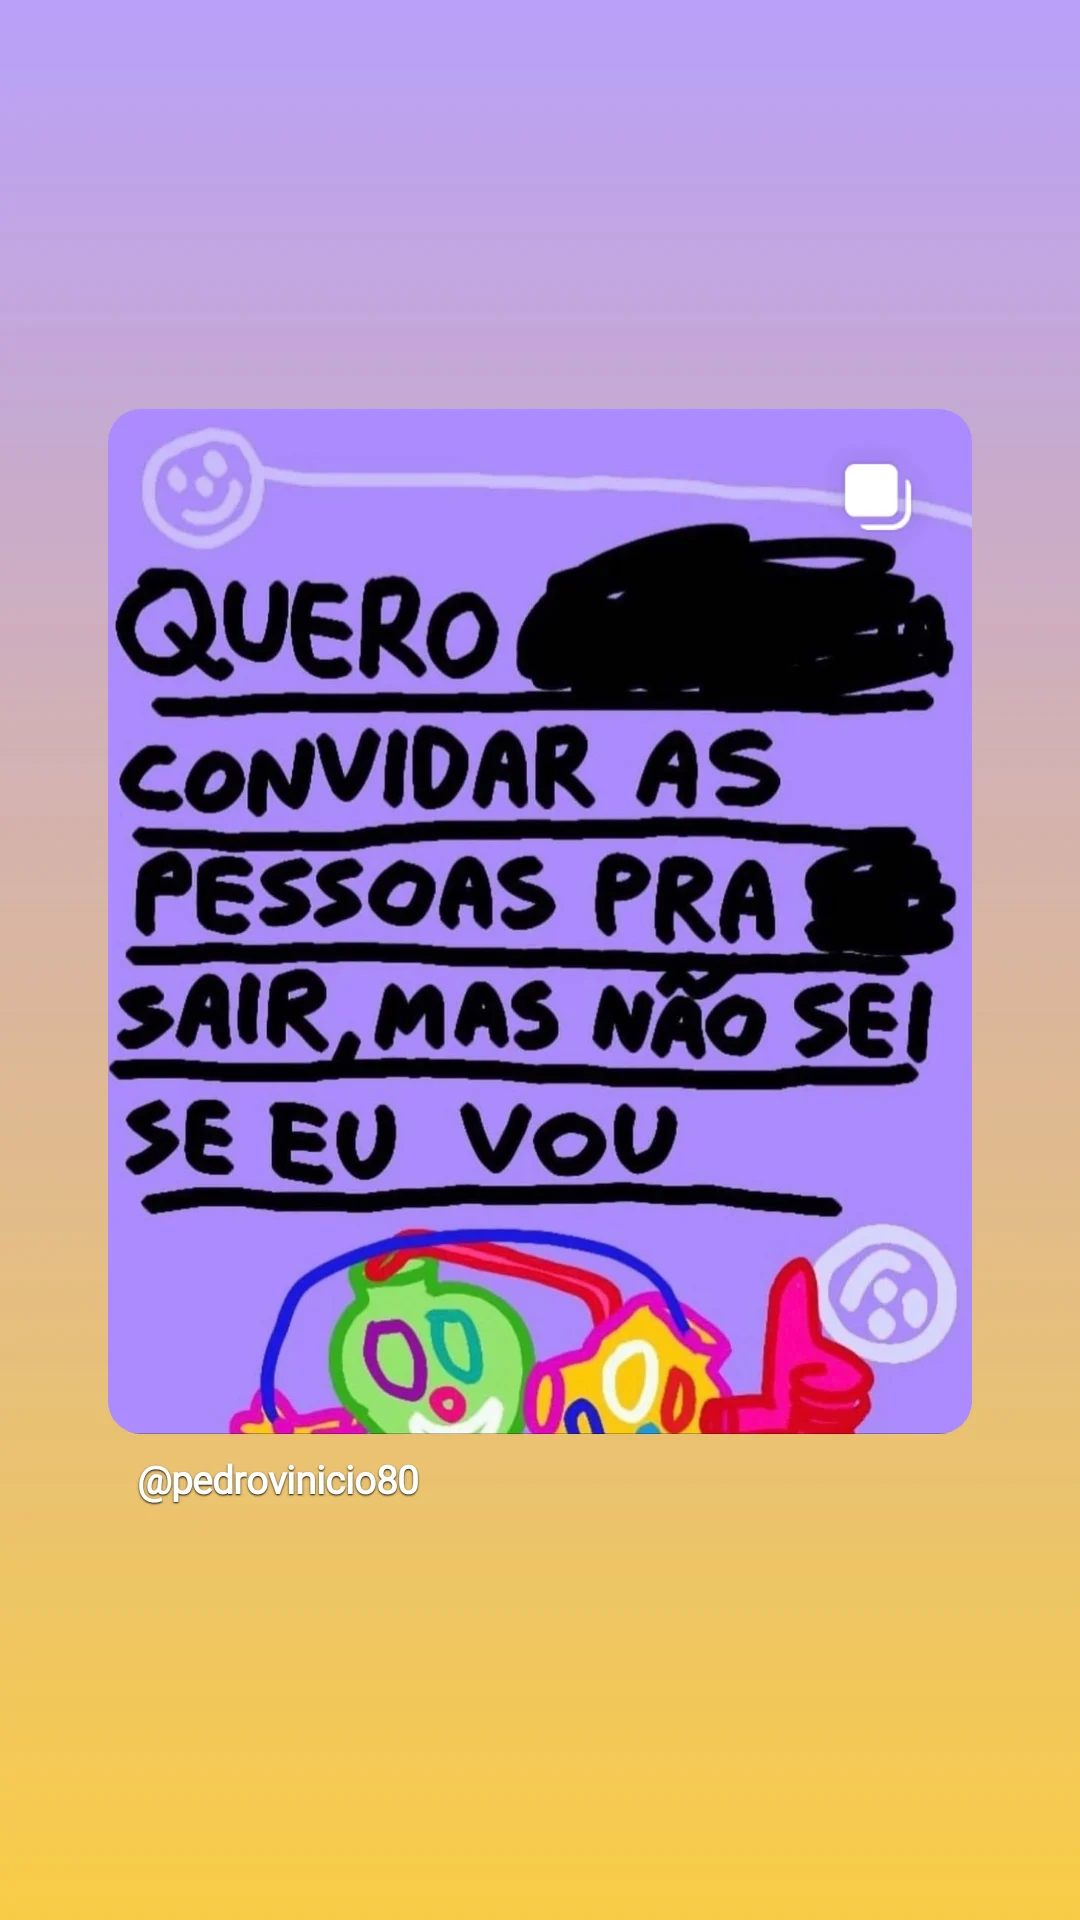 QUERO
CONVIDAR AS
PESSOAS PRA
SAIR, MAS NÃO SEI
SE EU VOU
@pedrovinicio80